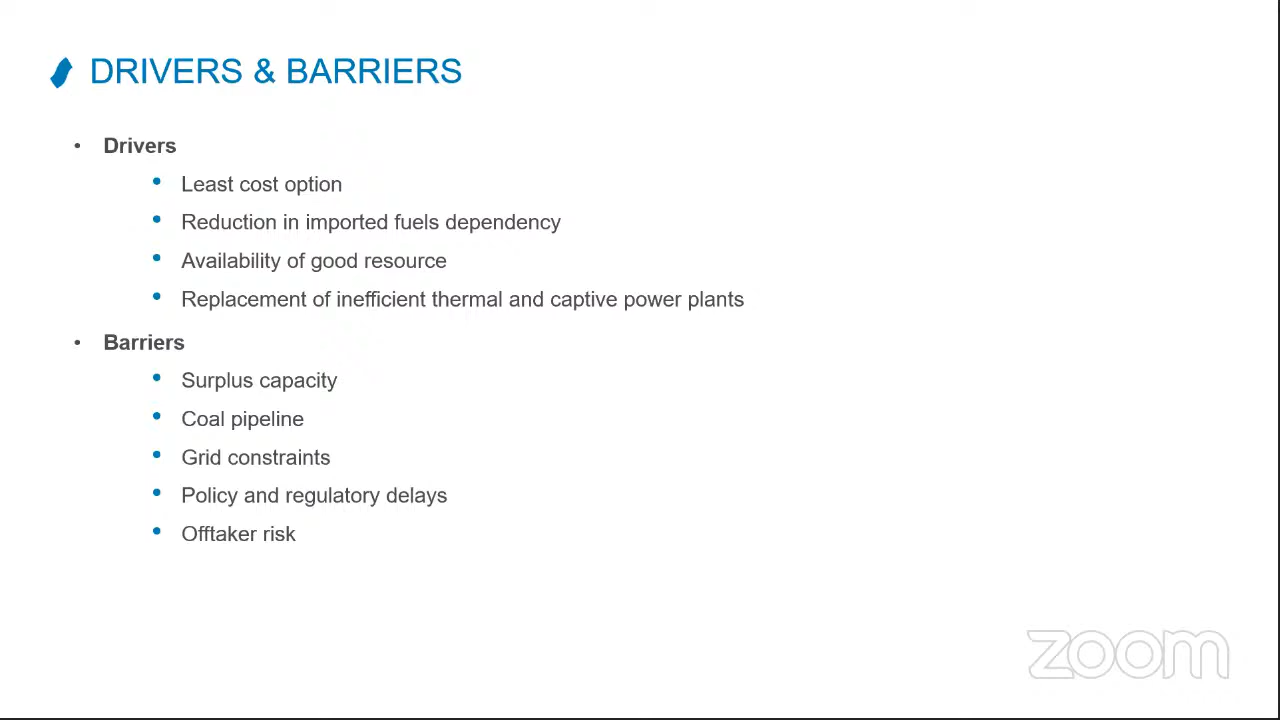 DRIVERS & BARRIERS
• Drivers
• Least cost option
• Reduction in imported fuels dependency
• Availability of good resource
• Replacement of inefficient thermal and captive power plants
• Barriers
• Surplus capacity
• Coal pipeline
• Grid constraints
• Policy and regulatory delays
• Offtaker risk
zoom